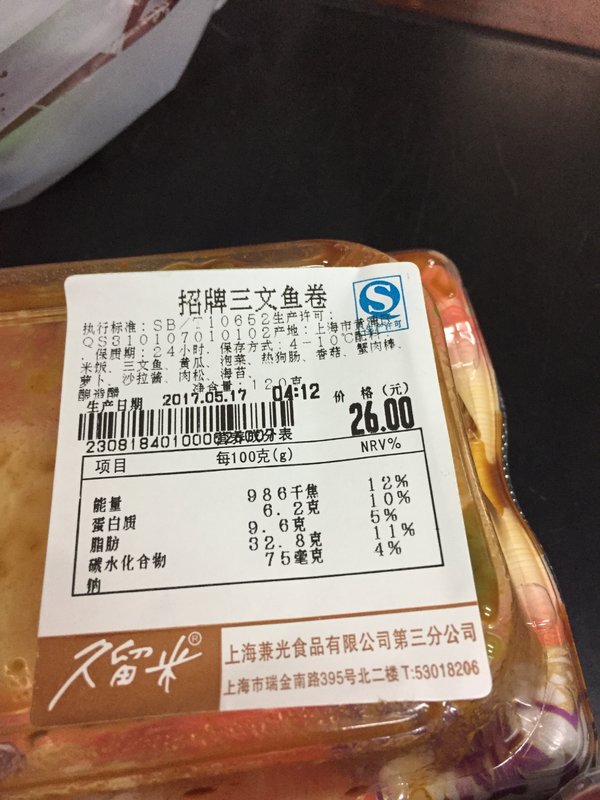 招牌三文鱼卷
执行标准:SB/T10652生产许可:
QS310107010102产地:上海市黄浦
.保质期:24小时.保存方式:4-10℃配料
米饭、三文鱼、黄瓜、泡菜、热狗肠、香菇、蟹肉棒、
萝卜、沙拉酱、肉松、海苔、
净含量:120克
生产日期 2017.05.17 04:12 价 格(元)
26.00
营养成分表
项目 每100克(g) NRV%
能量 986千焦 12%
蛋白质 6.2克 10%
脂肪 9.6克 5%
碳水化合物 32.8克 11%
钠 75毫克 4%
久留米®
上海兼光食品有限公司第三分公司
上海市瑞金南路395号北二楼 T:53018206